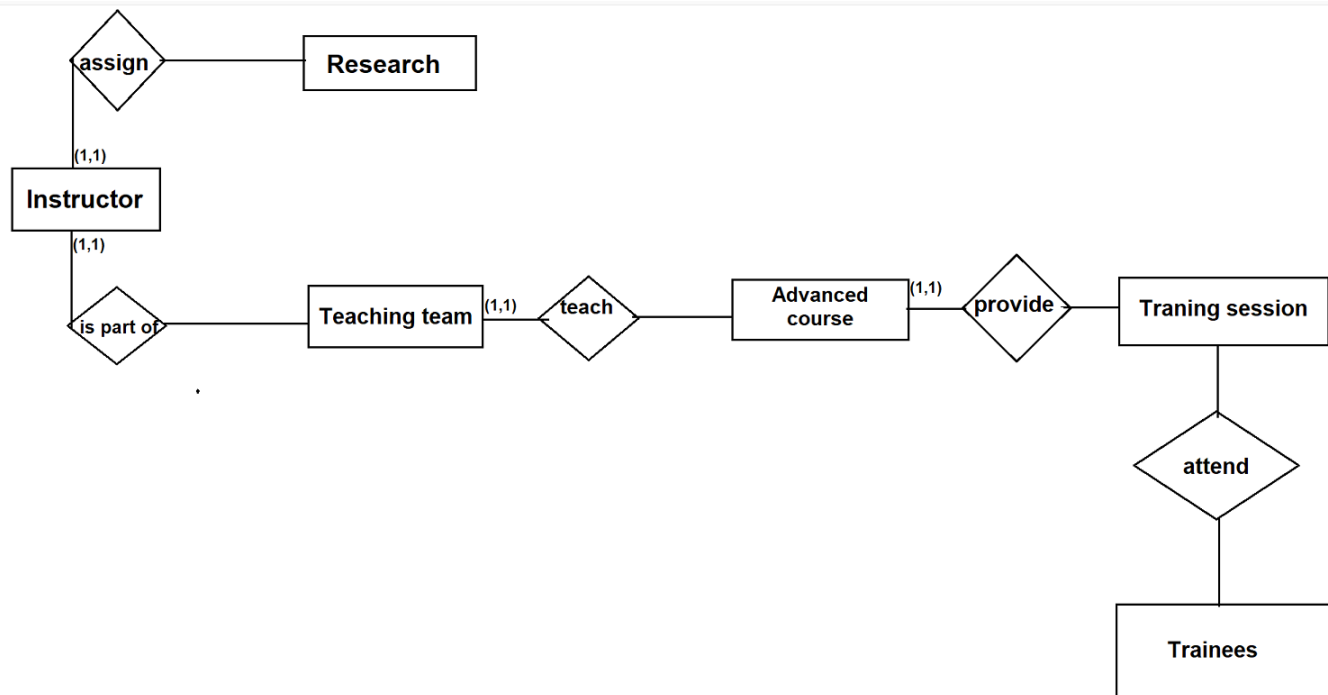 assign
Research
(1,1)
Instructor
(1,1)
is part of
Teaching team
(1,1)
teach
Advanced
course
(1,1)
provide
Traning session
attend
Trainees